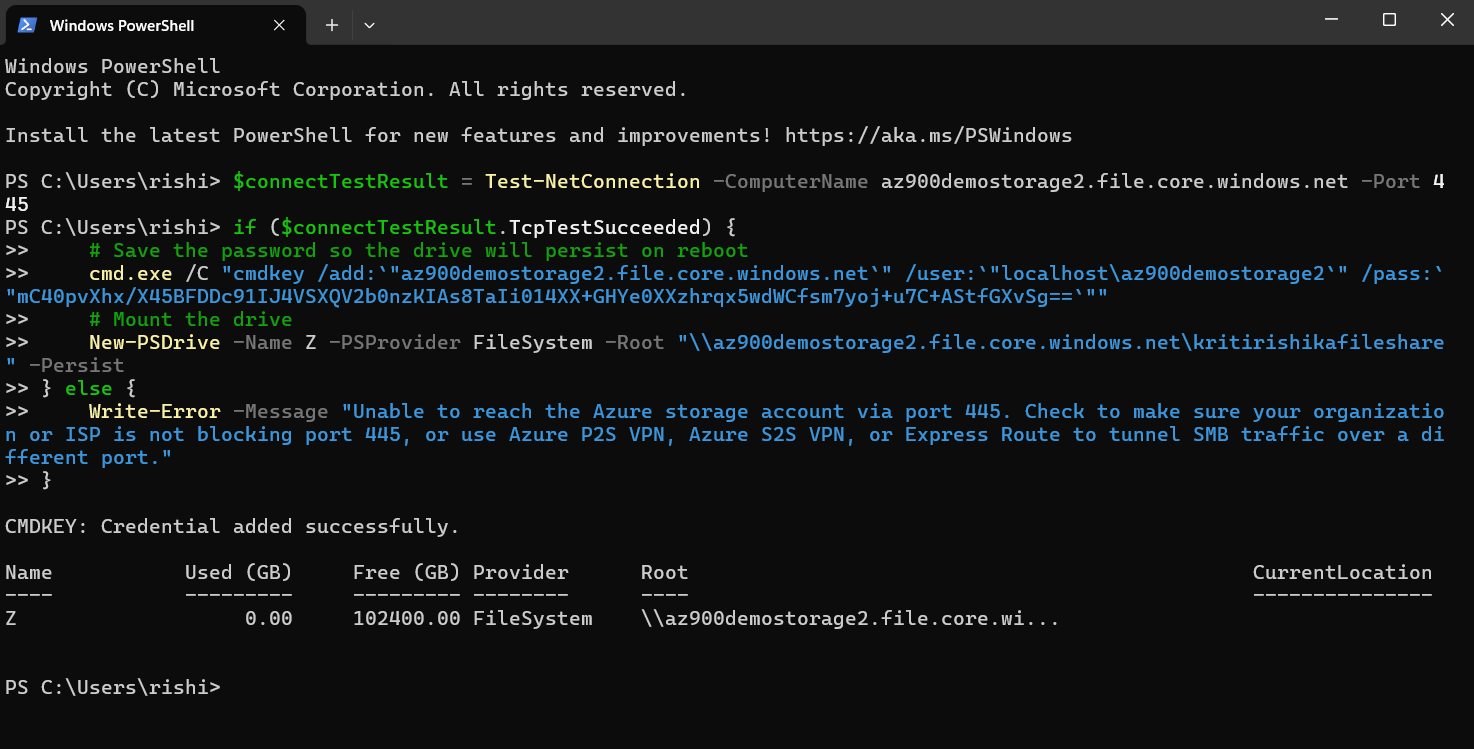 Windows PowerShell
Windows PowerShell
Copyright (C) Microsoft Corporation. All rights reserved.
Install the latest PowerShell for new features and improvements! https://aka.ms/PSWindows
PS C:\Users\rishi> $connectTestResult = Test-NetConnection -ComputerName az900demostorage2.file.core.windows.net -Port 4
45
PS C:\Users\rishi> if ($connectTestResult.TcpTestSucceeded) {
>>     # Save the password so the drive will persist on reboot
>>     cmd.exe /C "cmdkey /add:`"az900demostorage2.file.core.windows.net`" /user:`"localhost\az900demostorage2`" /pass:`
"mC40pvXhx/X45BFDDc91IJ4VSXQV2b0nzKIAs8TaIi014XX+GHYe0XXzhrqx5wdWCfsm7yoj+u7C+AStfGXvSg==`""
>>     # Mount the drive
>>     New-PSDrive -Name Z -PSProvider FileSystem -Root "\\az900demostorage2.file.core.windows.net\kritirishikafileshare
" -Persist
>> } else {
>>     Write-Error -Message "Unable to reach the Azure storage account via port 445. Check to make sure your organizatio
n or ISP is not blocking port 445, or use Azure P2S VPN, Azure S2S VPN, or Express Route to tunnel SMB traffic over a di
fferent port."
>> }
CMDKEY: Credential added successfully.
Name           Used (GB)     Free (GB) Provider      Root                                               CurrentLocation
----           ---------     --------- --------      ----                                               ---------------
Z                   0.00     102400.00 FileSystem    \\az900demostorage2.file.core.wi...
PS C:\Users\rishi>